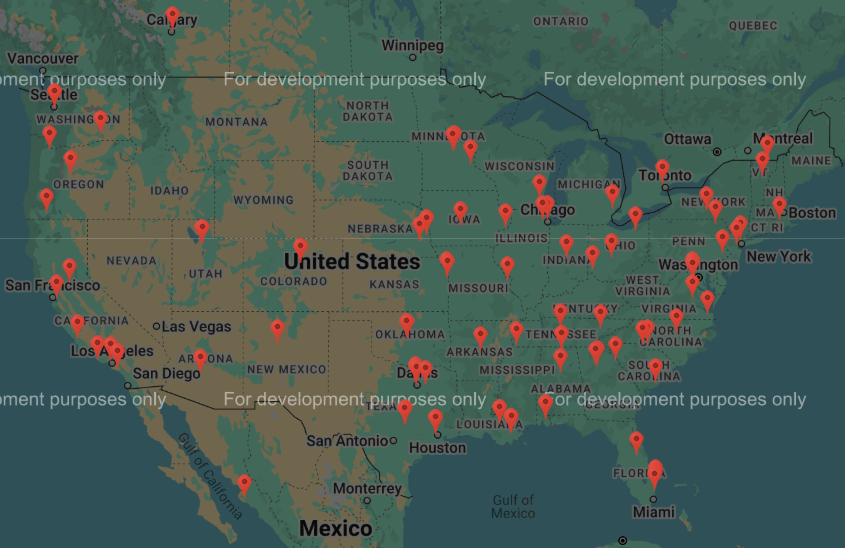 Calgary
ONTARIO
QUEBEC
Winnipeg
Vancouver
For development purposes only
For development purposes only
ment purposes only
Seattle
WASHINGTON
NORTH
DAKOTA
MONTANA
MINNESOTA
Ottawa
Montreal
MAINE
SOUTH
DAKOTA
WISCONSIN
Toronto
VT
OREGON
IDAHO
WYOMING
MICHIGAN
NEW YORK
NH
MA
Boston
IOWA
Chicago
CT RI
NEBRASKA
ILLINOIS
INDIANA
OHIO
PENN
New York
NEVADA
UTAH
United States
COLORADO
KANSAS
MISSOURI
WEST
VIRGINIA
Washington
San Francisco
VIRGINIA
KENTUCKY
CALIFORNIA
Las Vegas
OKLAHOMA
TENNESSEE
NORTH
CAROLINA
Los Angeles
ARIZONA
NEW MEXICO
ARKANSAS
MISSISSIPPI
SOUTH
CAROLINA
San Diego
Dallas
ALABAMA
ment purposes only
For development purposes only
For development purposes only
TEXAS
GEORGIA
LOUISIANA
San Antonio
Houston
Gulf of California
FLORIDA
Monterrey
Gulf of
Mexico
Miami
Mexico